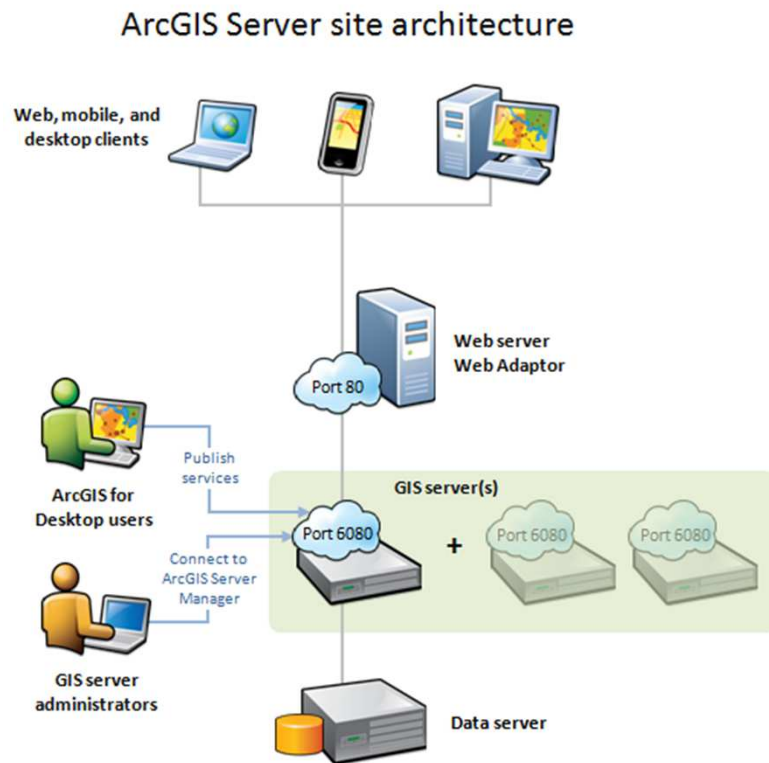 ArcGIS Server site architecture
Web, mobile, and
desktop clients
Web server
Web Adaptor
Port 80
Publish
services
ArcGIS for
Desktop users
GIS server(s)
Port 6080
+
Port 6080
Port 6080
Connect to
ArcGIS Server
Manager
GIS server
administrators
Data server